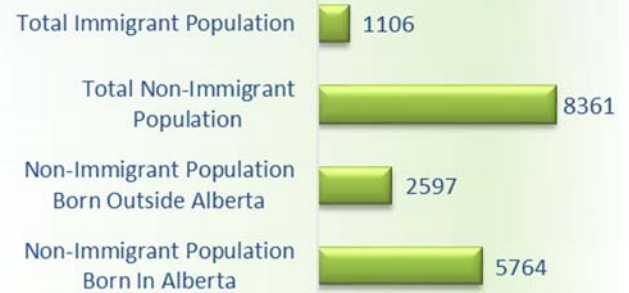 Total Immigrant Population 1106
Total Non-Immigrant
Population 8361
Non-Immigrant Population
Born Outside Alberta 2597
Non-Immigrant Population
Born In Alberta 5764